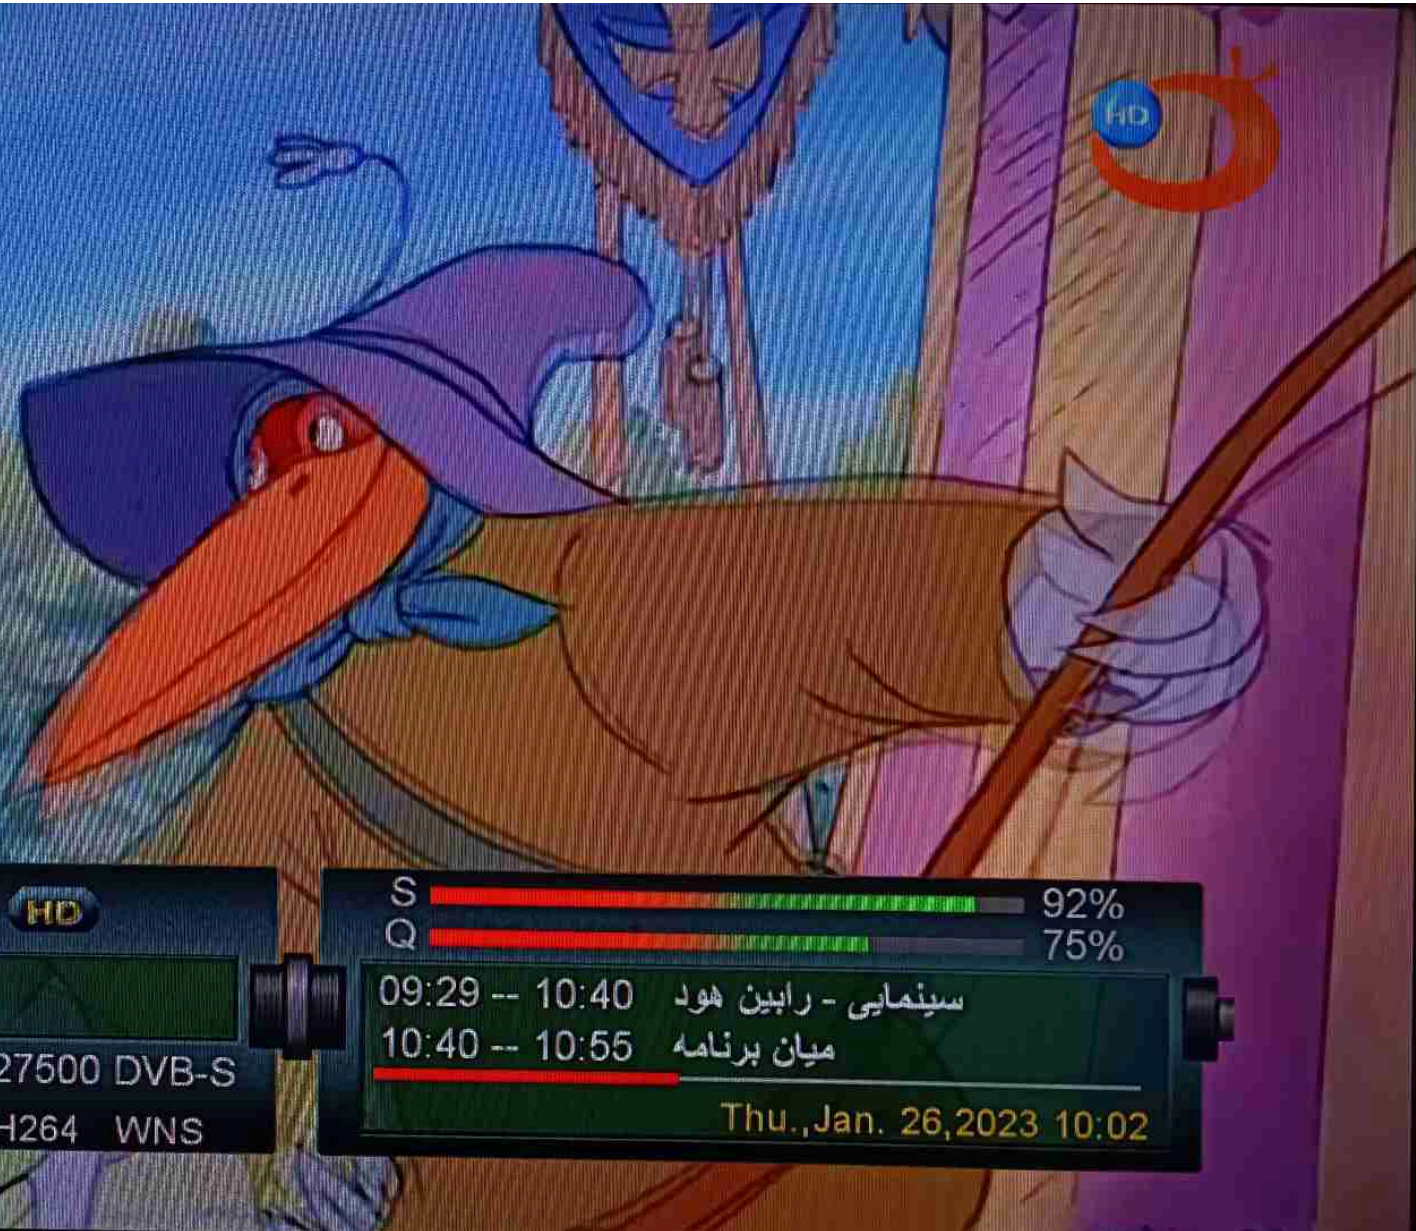 HD
HD
S 92%
Q 75%
09:29 -- 10:40 سینمایی - رابین هود
10:40 -- 10:55 میان برنامه
27500 DVB-S
H264 WNS
Thu.,Jan. 26,2023 10:02